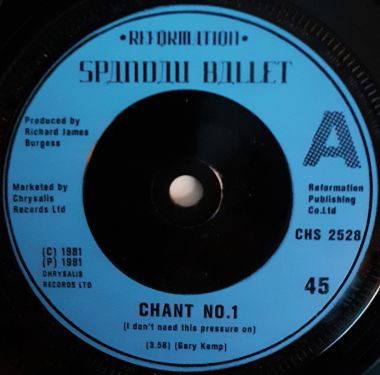 •REFORMATION•
SPANDAU BALLET
Produced by
Richard James
Burgess
A
Marketed by
Chrysalis
Records Ltd
Reformation
Publishing
Co.Ltd
CHS 2528
(C) 1981
(P) 1981
CHRYSALIS
RECORDS LTD
45
CHANT NO.1
(I don't need this pressure on)
(3.58) (Gary Kemp)